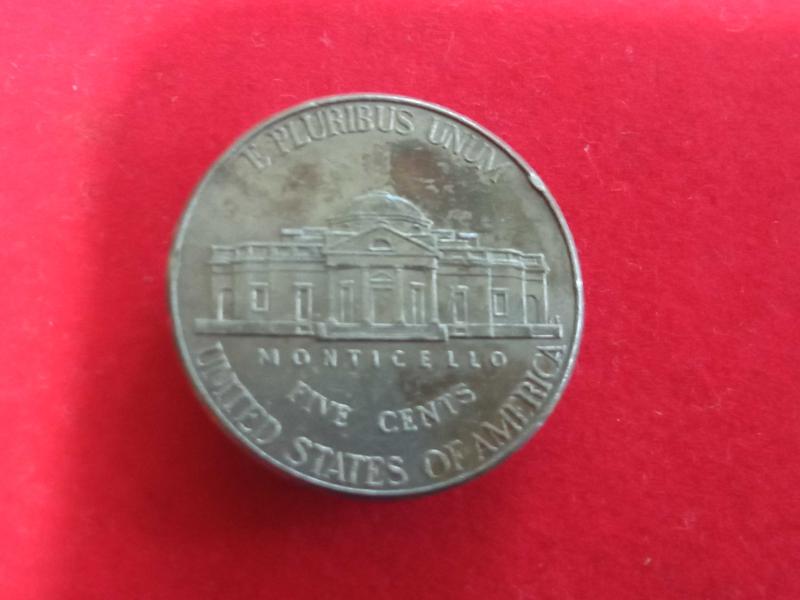 E PLURIBUS UNUM
MONTICELLO
FIVE CENTS
UNITED STATES OF AMERICA